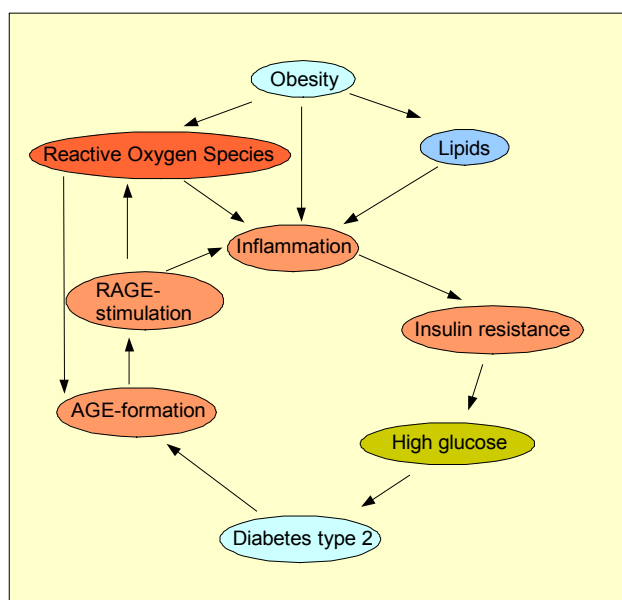 Obesity
Reactive Oxygen Species
Lipids
Inflammation
RAGE-
stimulation
Insulin resistance
AGE-formation
High glucose
Diabetes type 2